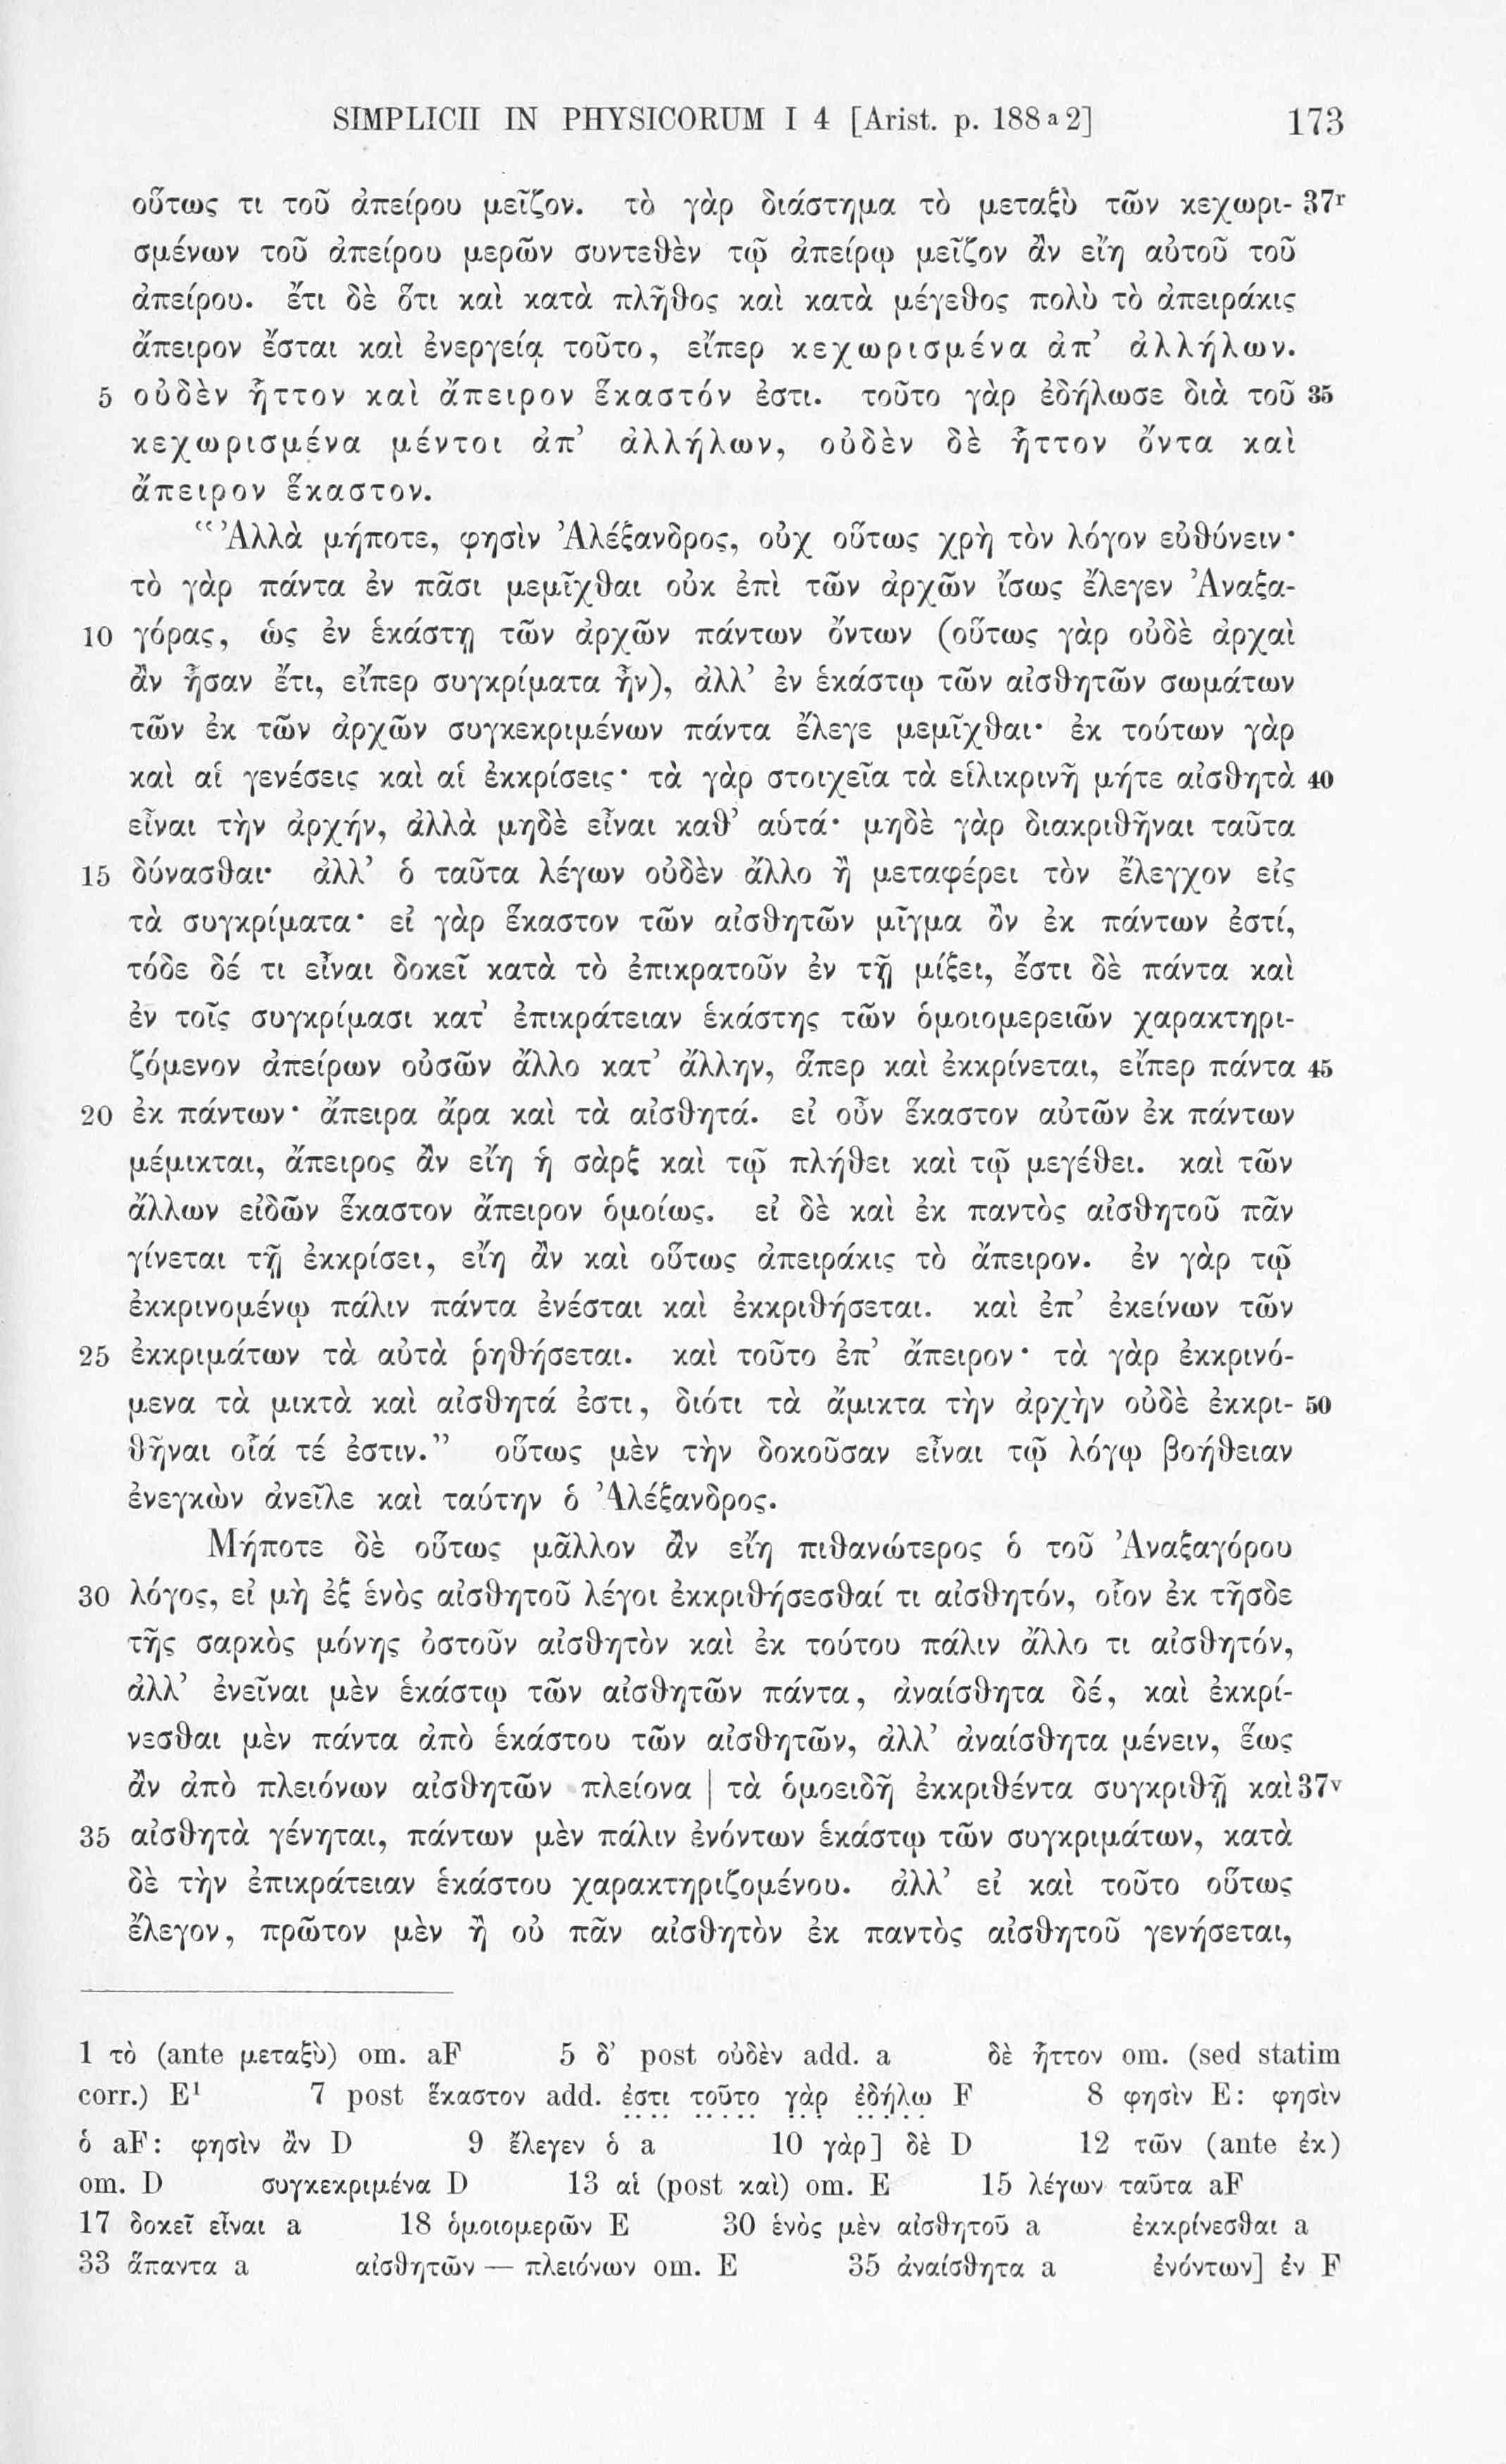 SIMPLICII IN PHYSICORUM I 4 [Arist. p. 188 a 2] 173
οὕτως τι τοῦ ἀπείρου μεῖζον. τὸ γὰρ διάστημα τὸ μεταξὺ τῶν κεχωρι- 37r
σμένων τοῦ ἀπείρου μερῶν συντεθὲν τῷ ἀπείρῳ μεῖζον ἂν εἴη αὐτοῦ τοῦ
ἀπείρου. ἔτι δὲ ὅτι καὶ κατὰ πλῆθος καὶ κατὰ μέγεθος πολὺ τὸ ἀπειράκις
ἄπειρον ἔσται καὶ ἐνεργείᾳ τοῦτο, εἴπερ κεχωρισμένα ἀπ’ ἀλλήλων.
5 οὐδὲν ἧττον καὶ ἄπειρον ἕκαστόν ἐστι. τοῦτο γὰρ ἐδήλωσε διὰ τοῦ 35
κεχωρισμένα μέντοι ἀπ’ ἀλλήλων, οὐδὲν δὲ ἧττον ὄντα καὶ
ἄπειρον ἕκαστον.
“Ἀλλὰ μήποτε, φησὶν Ἀλέξανδρος, οὐχ οὕτως χρὴ τὸν λόγον εὐθύνειν·
τὸ γὰρ πάντα ἐν πᾶσι μεμῖχθαι οὐκ ἐπὶ τῶν ἀρχῶν ἴσως ἔλεγεν Ἀναξα-
10 γόρας, ὡς ἐν ἑκάστῃ τῶν ἀρχῶν πάντων ὄντων (οὕτως γὰρ οὐδὲ ἀρχαὶ
ἂν ἦσαν ἔτι, εἴπερ συγκρίματα ἦν), ἀλλ’ ἐν ἑκάστῳ τῶν αἰσθητῶν σωμάτων
τῶν ἐκ τῶν ἀρχῶν συγκεκριμένων πάντα ἔλεγε μεμῖχθαι· ἐκ τούτων γὰρ
καὶ αἱ γενέσεις καὶ αἱ ἐκκρίσεις· τὰ γὰρ στοιχεῖα τὰ εἱλικρινῆ μήτε αἰσθητὰ 40
εἶναι τὴν ἀρχήν, ἀλλὰ μηδὲ εἶναι καθ’ αὑτά· μηδὲ γὰρ διακριθῆναι ταῦτα
15 δύνασθαι· ἀλλ’ ὁ ταῦτα λέγων οὐδὲν ἄλλο ἢ μεταφέρει τὸν ἔλεγχον εἰς
τὰ συγκρίματα· εἰ γὰρ ἕκαστον τῶν αἰσθητῶν μῖγμα ὂν ἐκ πάντων ἐστί,
τόδε δέ τι εἶναι δοκεῖ κατὰ τὸ ἐπικρατοῦν ἐν τῇ μίξει, ἔστι δὲ πάντα καὶ
ἐν τοῖς συγκρίμασι κατ’ ἐπικράτειαν ἑκάστης τῶν ὁμοιομερειῶν χαρακτηρι-
ζόμενον ἀπείρων οὐσῶν ἄλλο κατ’ ἄλλην, ἅπερ καὶ ἐκκρίνεται, εἴπερ πάντα 45
20 ἐκ πάντων· ἄπειρα ἄρα καὶ τὰ αἰσθητά. εἰ οὖν ἕκαστον αὐτῶν ἐκ πάντων
μέμικται, ἄπειρος ἂν εἴη ἡ σὰρξ καὶ τῷ πλήθει καὶ τῷ μεγέθει. καὶ τῶν
ἄλλων εἰδῶν ἕκαστον ἄπειρον ὁμοίως. εἰ δὲ καὶ ἐκ παντὸς αἰσθητοῦ πᾶν
γίνεται τῇ ἐκκρίσει, εἴη ἂν καὶ οὕτως ἀπειράκις τὸ ἄπειρον. ἐν γὰρ τῷ
ἐκκρινομένῳ πάλιν πάντα ἐνέσται καὶ ἐκκριθήσεται. καὶ ἐπ’ ἐκείνων τῶν
25 ἐκκριμάτων τὰ αὐτὰ ῥηθήσεται. καὶ τοῦτο ἐπ’ ἄπειρον· τὰ γὰρ ἐκκρινό-
μενα τὰ μικτὰ καὶ αἰσθητά ἐστι, διότι τὰ ἄμικτα τὴν ἀρχὴν οὐδὲ ἐκκρι- 50
θῆναι οἷά τέ ἐστιν.” οὕτως μὲν τὴν δοκοῦσαν εἶναι τῷ λόγῳ βοήθειαν
ἐνεγκὼν ἀνεῖλε καὶ ταύτην ὁ Ἀλέξανδρος.
Μήποτε δὲ οὕτως μᾶλλον ἂν εἴη πιθανώτερος ὁ τοῦ Ἀναξαγόρου
30 λόγος, εἰ μὴ ἐξ ἑνὸς αἰσθητοῦ λέγοι ἐκκριθήσεσθαί τι αἰσθητόν, οἷον ἐκ τῆσδε
τῆς σαρκὸς μόνης ὀστοῦν αἰσθητὸν καὶ ἐκ τούτου πάλιν ἄλλο τι αἰσθητόν,
ἀλλ’ ἐνεῖναι μὲν ἑκάστῳ τῶν αἰσθητῶν πάντα, ἀναίσθητα δέ, καὶ ἐκκρί-
νεσθαι μὲν πάντα ἀπὸ ἑκάστου τῶν αἰσθητῶν, ἀλλ’ ἀναίσθητα μένειν, ἕως
ἂν ἀπὸ πλειόνων αἰσθητῶν πλείονα | τὰ ὁμοειδῆ ἐκκριθέντα συγκριθῇ καὶ 37v
35 αἰσθητὰ γένηται, πάντων μὲν πάλιν ἐνόντων ἑκάστῳ τῶν συγκριμάτων, κατὰ
δὲ τὴν ἐπικράτειαν ἑκάστου χαρακτηριζομένου. ἀλλ’ εἰ καὶ τοῦτο οὕτως
ἔλεγον, πρῶτον μὲν ἢ οὐ πᾶν αἰσθητὸν ἐκ παντὸς αἰσθητοῦ γενήσεται,
1 τὸ (ante μεταξὺ) om. aF 5 δ’ post οὐδὲν add. a δὲ ἧττον om. (sed statim
corr.) E¹ 7 post ἕκαστον add. ἐστι τοῦτο γὰρ ἐδήλω F 8 φησὶν E: φησὶν
ὁ aF: φησὶν ἂν D 9 ἔλεγεν ὁ a 10 γὰρ] δὲ D 12 τῶν (ante ἐκ)
om. D συγκεκριμένα D 13 αἱ (post καὶ) om. E 15 λέγων ταῦτα aF
17 δοκεῖ εἶναι a 18 ὁμοιομερῶν E 30 ἑνὸς μὲν αἰσθητοῦ a ἐκκρίνεσθαι a
33 ἅπαντα a αἰσθητῶν — πλειόνων om. E 35 ἀναίσθητα a ἐνόντων] ἐν F